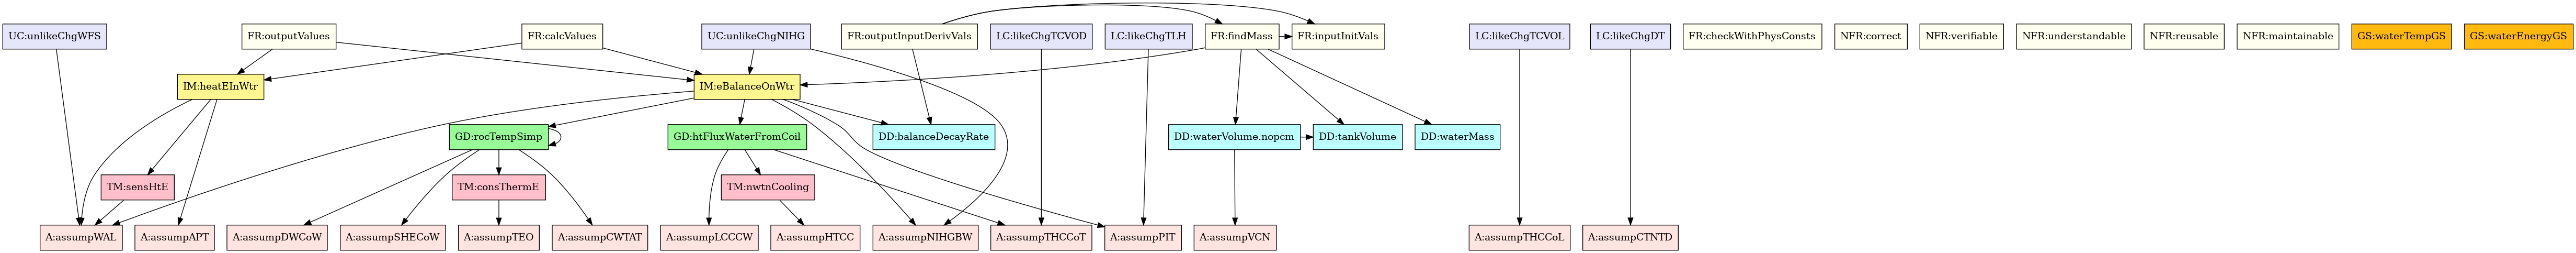 UC:unlikeChgWFS
FR:outputValues
FR:calcValues
UC:unlikeChgNIHG
FR:outputInputDerivVals
LC:likeChgTCVOD
LC:likeChgTLH
FR:findMass
FR:inputInitVals
LC:likeChgTCVOL
LC:likeChgDT
FR:checkWithPhysConsts
NFR:correct
NFR:verifiable
NFR:understandable
NFR:reusable
NFR:maintainable
GS:waterTempGS
GS:waterEnergyGS
IM:heatEInWtr
IM:eBalanceOnWtr
GD:rocTempSimp
GD:htFluxWaterFromCoil
DD:balanceDecayRate
DD:waterVolume.nopcm
DD:tankVolume
DD:waterMass
TM:sensHtE
TM:consThermE
TM:nwtnCooling
A:assumpWAL
A:assumpAPT
A:assumpDWCoW
A:assumpSHECoW
A:assumpTEO
A:assumpCWTAT
A:assumpLCCCW
A:assumpHTCC
A:assumpNIHGBW
A:assumpTHCCoT
A:assumpPIT
A:assumpVCN
A:assumpTHCCoL
A:assumpCTNTD